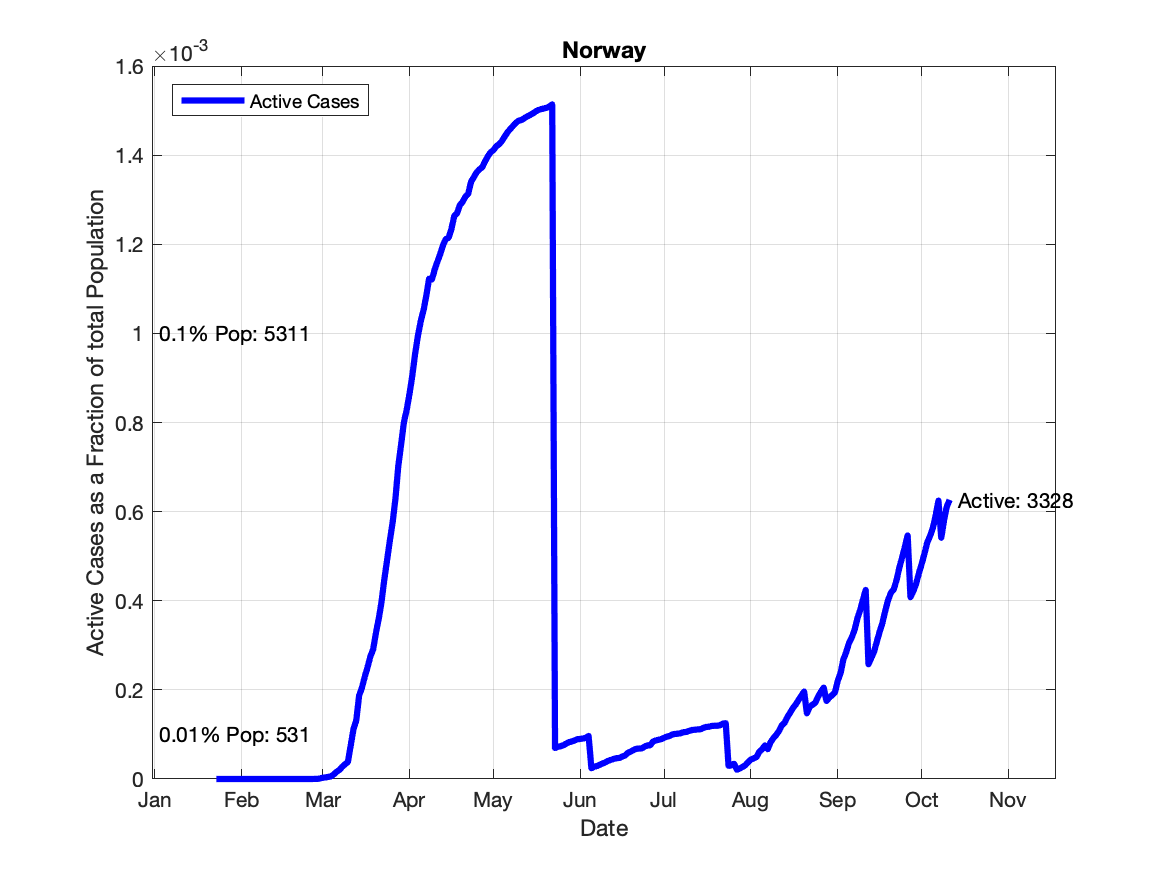 Norway
×10-3
1.6
Active Cases
1.4
1.2
1
0.1% Pop: 5311
0.8
0.6
Active: 3328
0.4
0.2
0.01% Pop: 531
0
Jan Feb Mar Apr May Jun Jul Aug Sep Oct Nov
Date
Active Cases as a Fraction of total Population